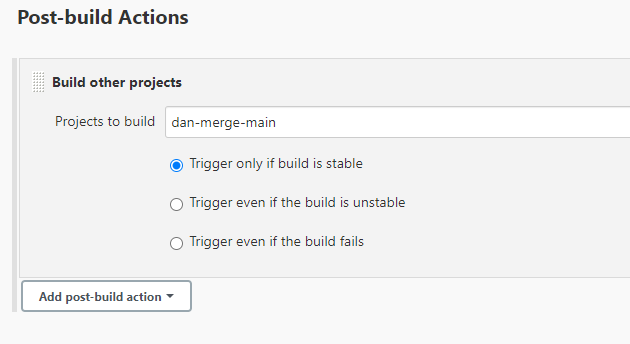 Post-build Actions
Build other projects
Projects to build dan-merge-main
Trigger only if build is stable
Trigger even if the build is unstable
Trigger even if the build fails
Add post-build action